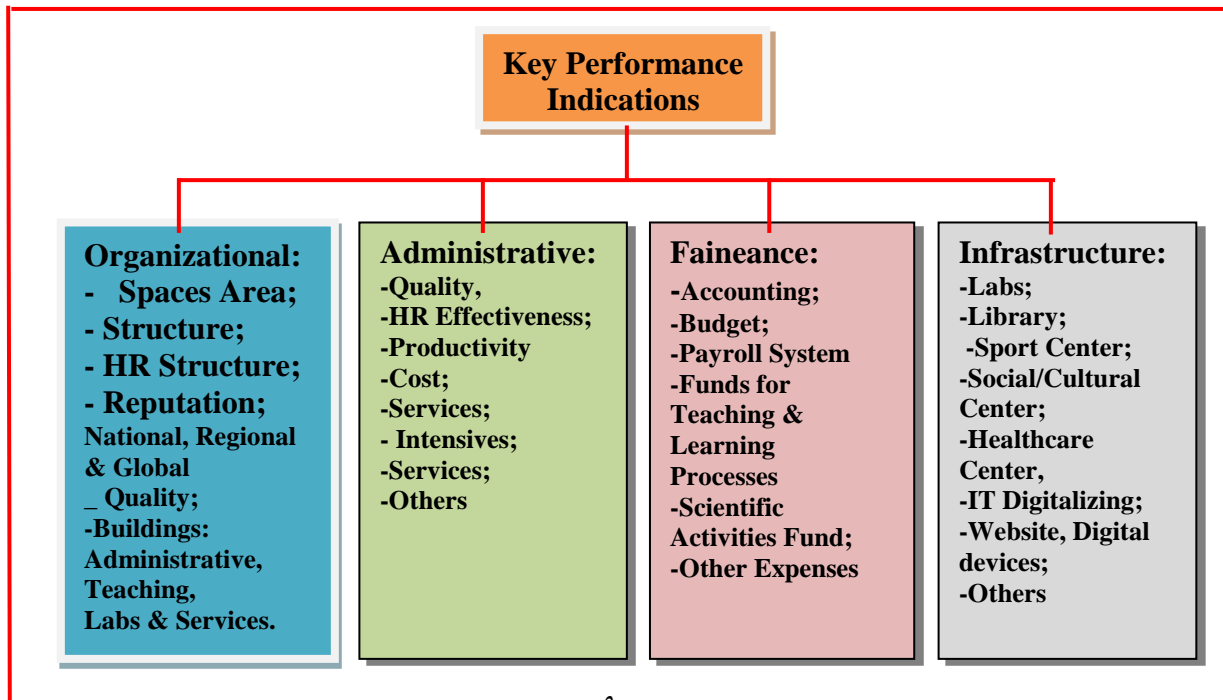 Key Performance
Indications
Organizational:
- Spaces Area;
- Structure;
- HR Structure;
- Reputation;
National, Regional
& Global
_ Quality;
-Buildings:
Administrative,
Teaching,
Labs & Services.
Administrative:
-Quality,
-HR Effectiveness;
-Productivity
-Cost;
-Services;
- Intensives;
-Services;
-Others
Faineance:
-Accounting;
-Budget;
-Payroll System
-Funds for
Teaching &
Learning
Processes
-Scientific
Activities Fund;
-Other Expenses
Infrastructure:
-Labs;
-Library;
-Sport Center;
-Social/Cultural
Center;
-Healthcare
Center,
-IT Digitalizing;
-Website, Digital
devices;
-Others